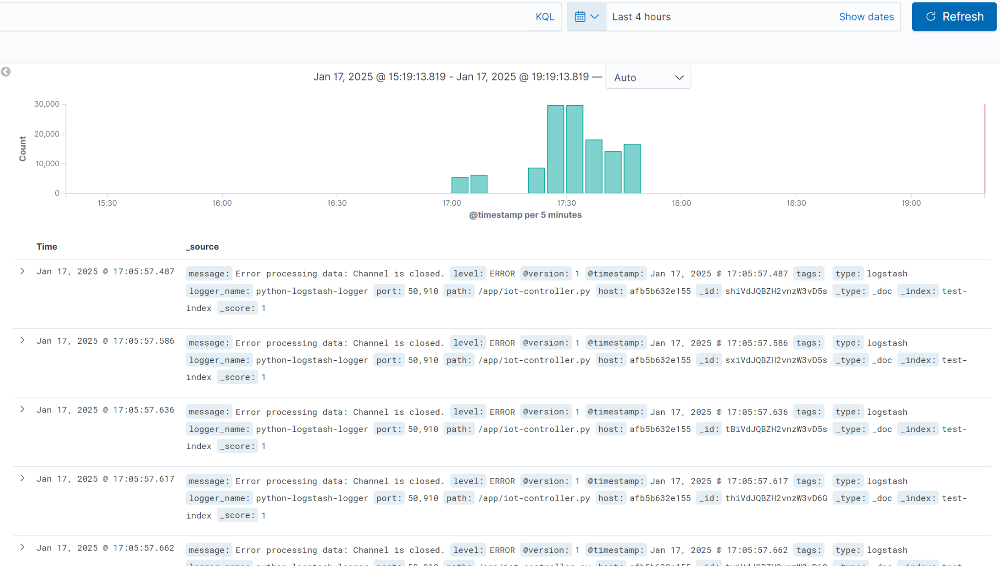 KQL Last 4 hours Show dates Refresh
Jan 17, 2025 @ 15:19:13.819 - Jan 17, 2025 @ 19:19:13.819 — Auto
30,000
20,000
10,000
0
Count
15:30 16:00 16:30 17:00 17:30 18:00 18:30 19:00
@timestamp per 5 minutes
Time _source
Jan 17, 2025 @ 17:05:57.487 message: Error processing data: Channel is closed. level: ERROR @version: 1 @timestamp: Jan 17, 2025 @ 17:05:57.487 tags: type: logstash
logger_name: python-logstash-logger port: 50,910 path: /app/iot-controller.py host: afb5b632e155 _id: shiVdJQBZH2vnzW3vD5s _type: _doc _index: test-
index _score: 1
Jan 17, 2025 @ 17:05:57.586 message: Error processing data: Channel is closed. level: ERROR @version: 1 @timestamp: Jan 17, 2025 @ 17:05:57.586 tags: type: logstash
logger_name: python-logstash-logger port: 50,910 path: /app/iot-controller.py host: afb5b632e155 _id: sxiVdJQBZH2vnzW3vD5s _type: _doc _index: test-
index _score: 1
Jan 17, 2025 @ 17:05:57.636 message: Error processing data: Channel is closed. level: ERROR @version: 1 @timestamp: Jan 17, 2025 @ 17:05:57.636 tags: type: logstash
logger_name: python-logstash-logger port: 50,910 path: /app/iot-controller.py host: afb5b632e155 _id: tBiVdJQBZH2vnzW3vD5s _type: _doc _index: test-
index _score: 1
Jan 17, 2025 @ 17:05:57.617 message: Error processing data: Channel is closed. level: ERROR @version: 1 @timestamp: Jan 17, 2025 @ 17:05:57.617 tags: type: logstash
logger_name: python-logstash-logger port: 50,910 path: /app/iot-controller.py host: afb5b632e155 _id: thiVdJQBZH2vnzW3vD6G _type: _doc _index: test-
index _score: 1
Jan 17, 2025 @ 17:05:57.662 message: Error processing data: Channel is closed. level: ERROR @version: 1 @timestamp: Jan 17, 2025 @ 17:05:57.662 tags: type: logstash